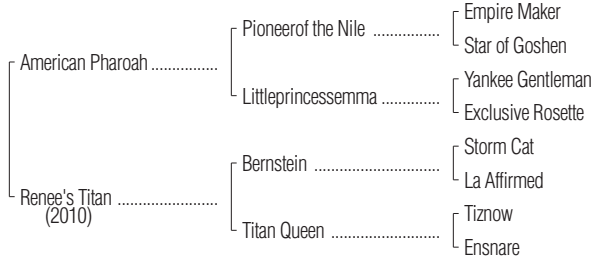 Empire Maker
Pioneerof the Nile ................
Star of Goshen
American Pharoah ................
Yankee Gentleman
Littleprincessemma ..............
Exclusive Rosette
Storm Cat
Bernstein ........................
La Affirmed
Renee's Titan ........................
(2010)
Tiznow
Titan Queen ..........................
Ensnare